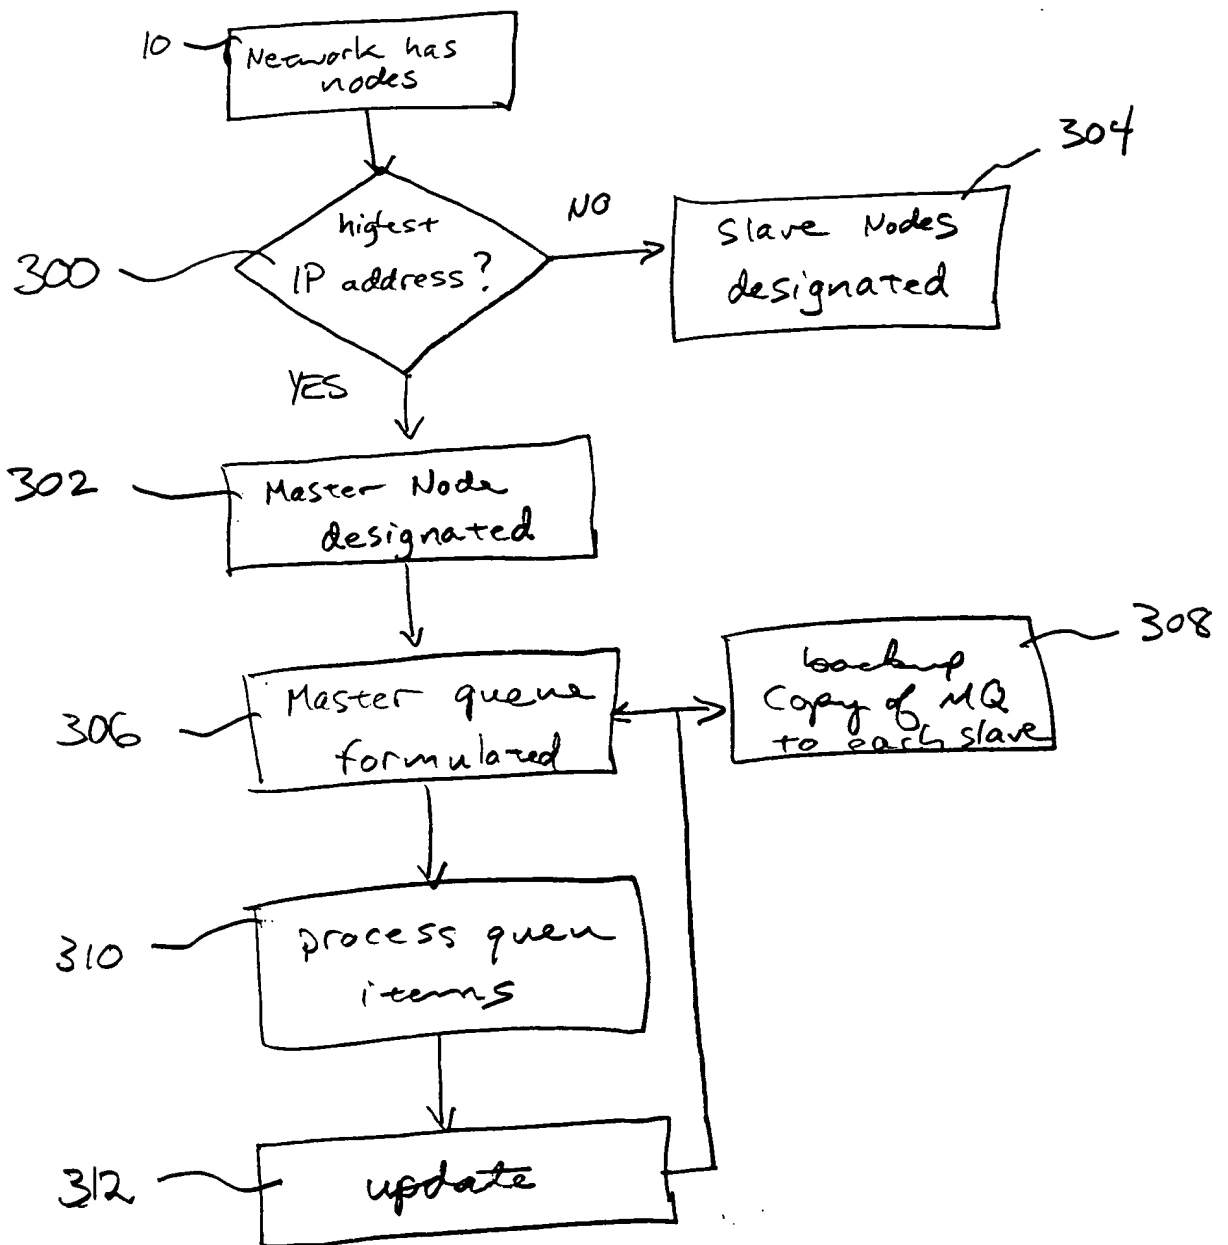 10
Network has
nodes
304
NO
Slave Nodes
designated
highest
IP address?
300
YES
302
Master Node
designated
308
backup
Copy of MQ
to each slave
306
Master queue
formulated
310
process queu
items
312
update